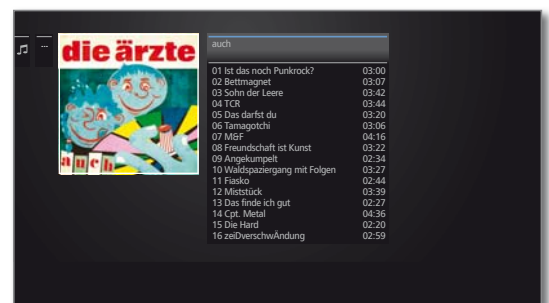 ...
die ärzte
auch
auch
01 Ist das noch Punkrock? 03:00
02 Bettmagnet 03:07
03 Sohn der Leere 03:42
04 TCR 03:44
05 Das darfst du 03:20
06 Tamagotchi 03:06
07 M&F 04:16
08 Freundschaft ist Kunst 03:22
09 Angekumpelt 02:34
10 Waldspaziergang mit Folgen 03:27
11 Fiasko 02:44
12 Miststück 03:39
13 Das finde ich gut 02:27
14 Cpt. Metal 04:36
15 Die Hard 02:20
16 zeiDverschwÄndung 02:59